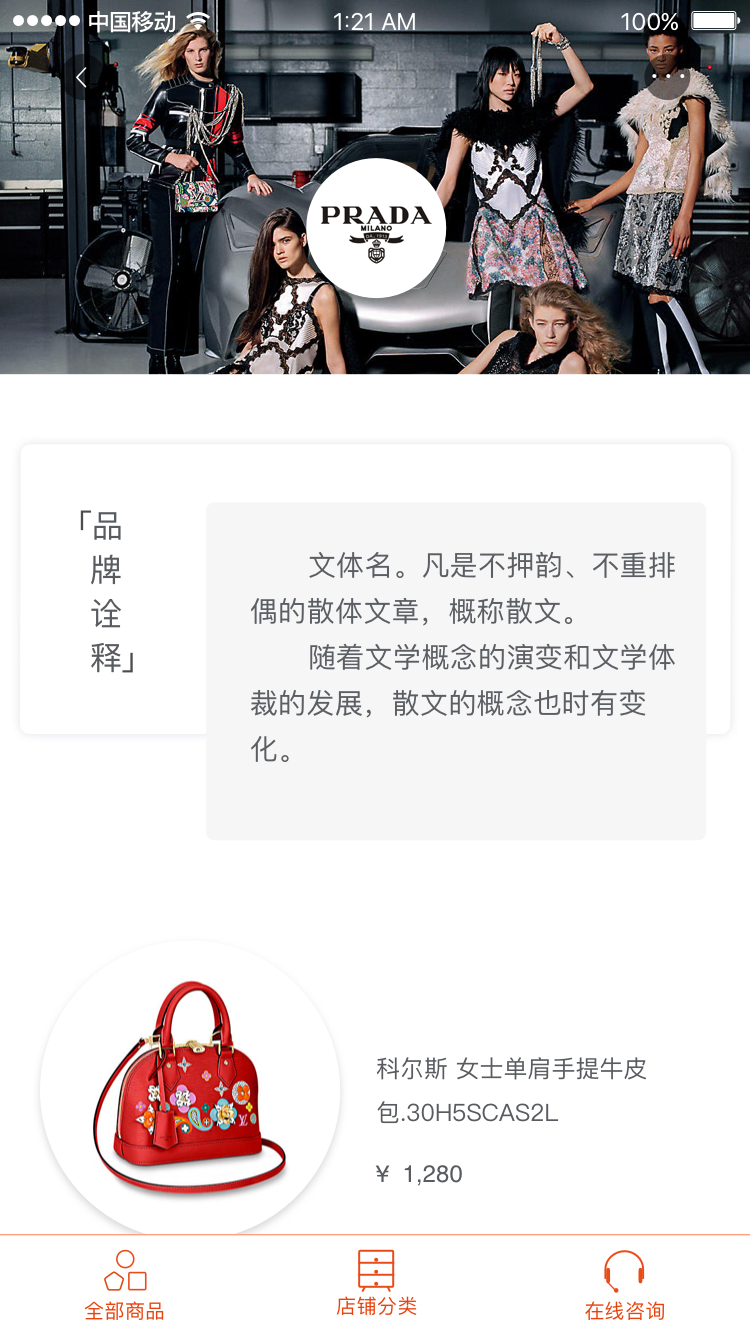 中国移动
1:21 AM
100%
PRADA
MILANO
DAL 1913
「品
牌
诠
释」
文体名。凡是不押韵、不重排
偶的散体文章，概称散文。
随着文学概念的演变和文学体
裁的发展，散文的概念也时有变
化。
科尔斯 女士单肩手提牛皮
包.30H5SCAS2L
¥ 1,280
全部商品
店铺分类
在线咨询